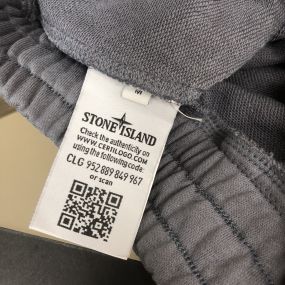 STONE ISLAND
Check the authenticity on
WWW.CERTILOGO.COM
using the following code:
CLG 952 889 849 967
or scan